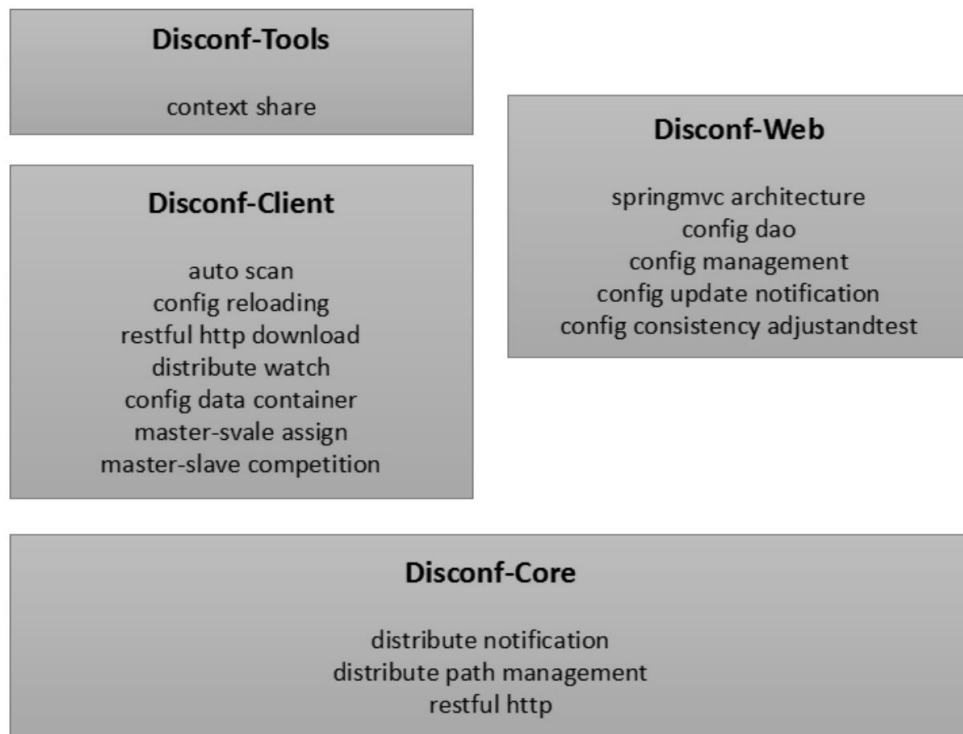 Disconf-Tools
context share
Disconf-Client
auto scan
config reloading
restful http download
distribute watch
config data container
master-svale assign
master-slave competition
Disconf-Web
springmvc architecture
config dao
config management
config update notification
config consistency adjustandtest
Disconf-Core
distribute notification
distribute path management
restful http